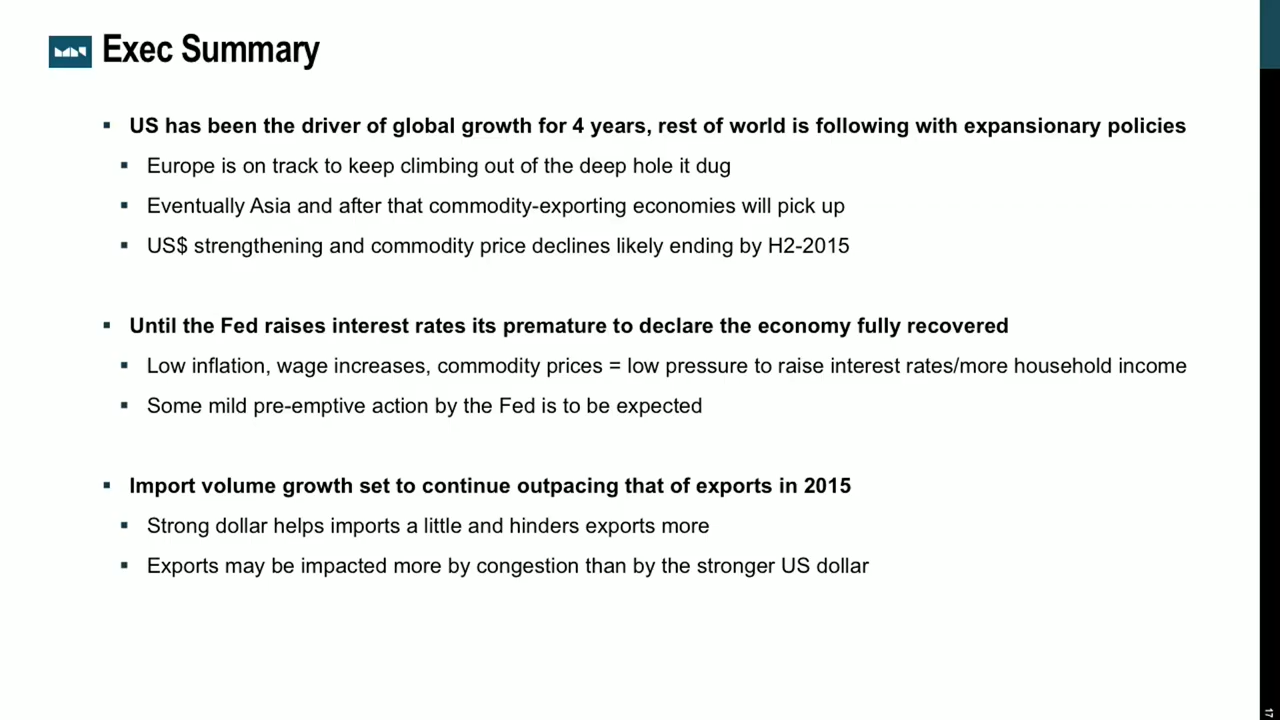 Exec Summary
▪ US has been the driver of global growth for 4 years, rest of world is following with expansionary policies
▪ Europe is on track to keep climbing out of the deep hole it dug
▪ Eventually Asia and after that commodity-exporting economies will pick up
▪ US$ strengthening and commodity price declines likely ending by H2-2015
▪ Until the Fed raises interest rates its premature to declare the economy fully recovered
▪ Low inflation, wage increases, commodity prices = low pressure to raise interest rates/more household income
▪ Some mild pre-emptive action by the Fed is to be expected
▪ Import volume growth set to continue outpacing that of exports in 2015
▪ Strong dollar helps imports a little and hinders exports more
▪ Exports may be impacted more by congestion than by the stronger US dollar
17